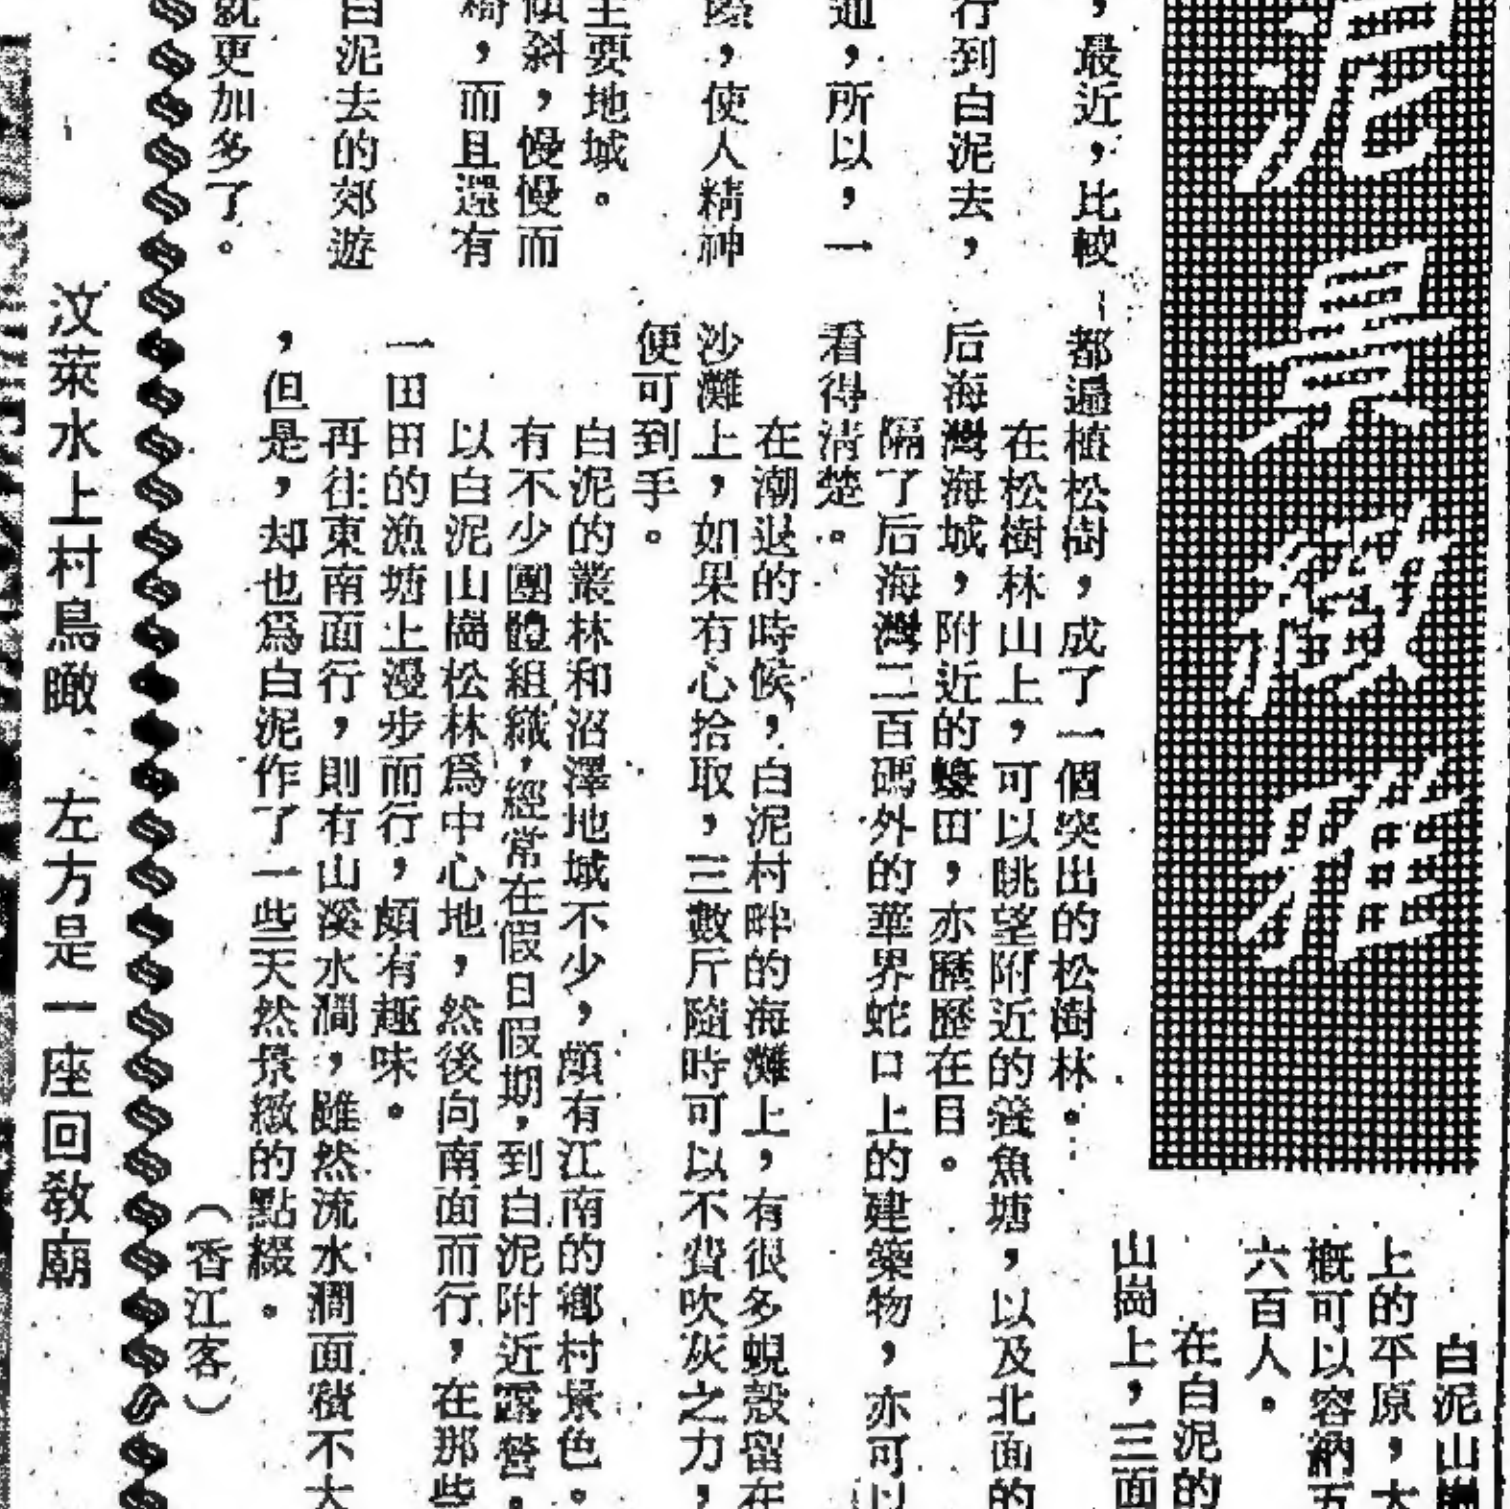 泥景緻佳
，最近，比較
行到白泥去，
通，所以，一
，使人精神
主要地域。
傾斜，慢慢而
，而且還有
白泥去的郊遊
就更加多了。
白泥山
上的平原，大
概可以容納五
六百人。
在白泥的
山崗上，三面
都遍植松樹，成了一個突出的松樹林。
在松樹林山上，可以眺望附近的養魚塘，以及北面的
后海灣海域，附近的蠔田，亦歷歷在目。
隔了后海灣二百碼外的華界蛇口上的建築物，亦可以
看得清楚。
在潮退的時候，白泥村畔的海灘上，有很多蜆殼留在
沙灘上，如果有心拾取，三數斤隨時可以不費吹灰之力，
便可到手。
白泥的叢林和沼澤地域不少，頗有江南的鄉村景色。
有不少團體組織，經常在假日假期，到白泥附近露營。
以白泥山崗松林爲中心地，然後向南面而行，在那些
一田田的漁塘上漫步而行，頗有趣味。
再往東南面行，則有山溪水澗，雖然流水澗面積不大
，但是，却也爲白泥作了一些天然景緻的點綴。
（香江客）
汶萊水上村鳥瞰、左方是一座回敎廟